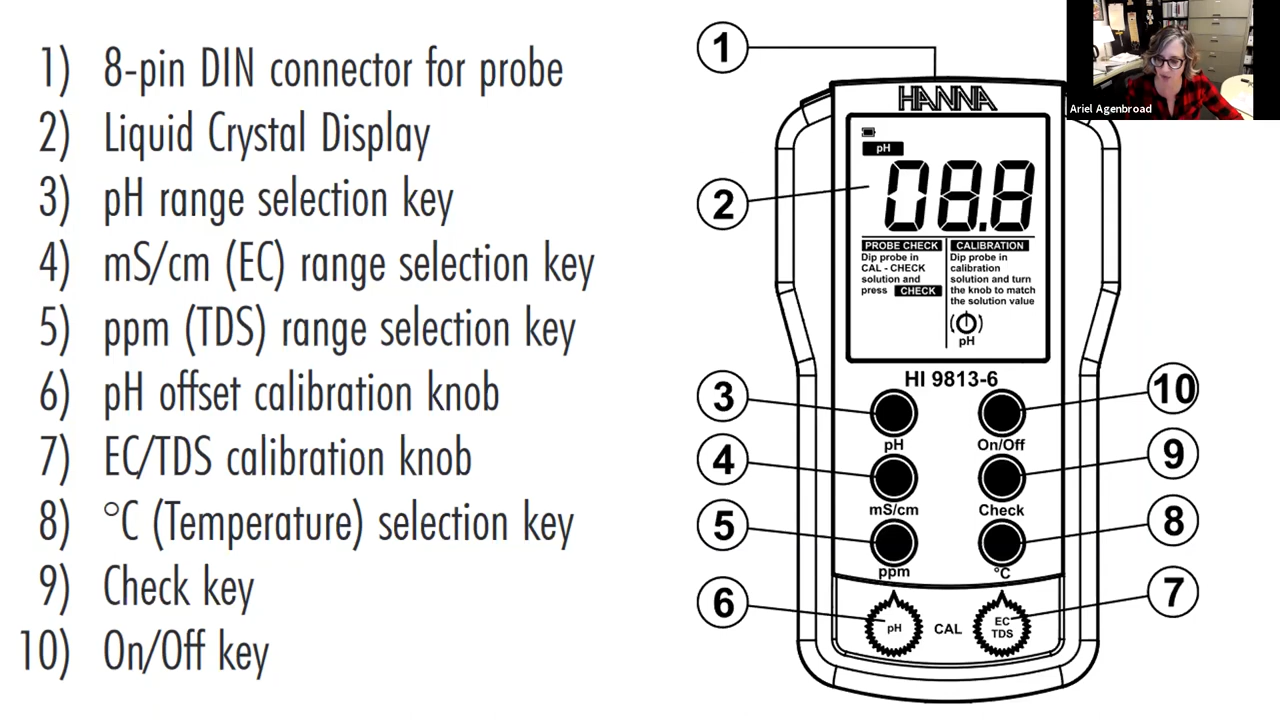 1) 8-pin DIN connector for probe
2) Liquid Crystal Display
3) pH range selection key
4) mS/cm (EC) range selection key
5) ppm (TDS) range selection key
6) pH offset calibration knob
7) EC/TDS calibration knob
8) °C (Temperature) selection key
9) Check key
10) On/Off key
1
HANNA
pH
08.8
2
PROBE CHECK
Dip probe in
CAL - CHECK
solution and
press CHECK
CALIBRATION
Dip probe in
calibration
solution and turn
the knob to match
the solution value
pH
HI 9813-6
3
10
pH
On/Off
4
9
mS/cm
Check
5
8
ppm
°C
6
7
pH
CAL
EC
TDS
Ariel Agenbroad